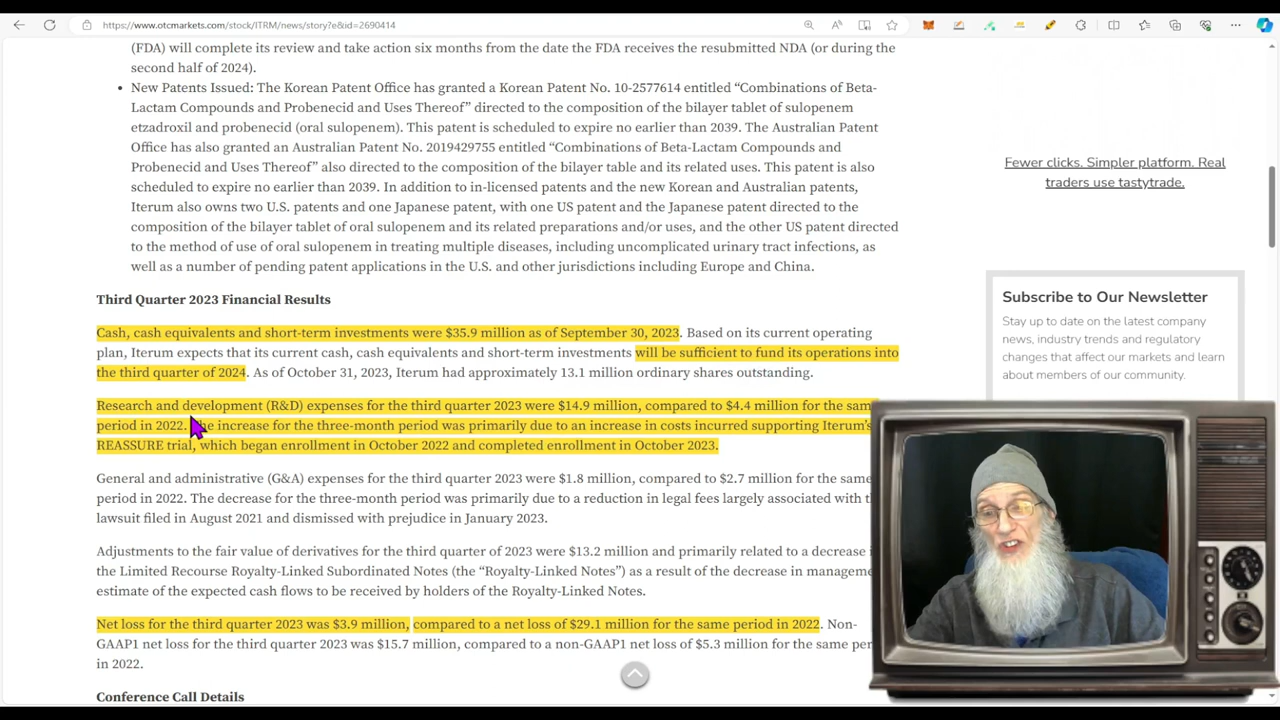 https://www.otcmarkets.com/stock/ITRM/news/story?e&id=2690414
(FDA) will complete its review and take action six months from the date the FDA receives the resubmitted NDA (or during the
second half of 2024).
• New Patents Issued: The Korean Patent Office has granted a Korean Patent No. 10-2577614 entitled “Combinations of Beta-
Lactam Compounds and Probenecid and Uses Thereof” directed to the composition of the bilayer tablet of sulopenem
etzadroxil and probenecid (oral sulopenem). This patent is scheduled to expire no earlier than 2039. The Australian Patent
Office has also granted an Australian Patent No. 2019429755 entitled “Combinations of Beta-Lactam Compounds and
Probenecid and Uses Thereof” also directed to the composition of the bilayer table and its related uses. This patent is also
scheduled to expire no earlier than 2039. In addition to in-licensed patents and the new Korean and Australian patents,
Iterum also owns two U.S. patents and one Japanese patent, with one US patent and the Japanese patent directed to the
composition of the bilayer tablet of oral sulopenem and its related preparations and/or uses, and the other US patent directed
to the method of use of oral sulopenem in treating multiple diseases, including uncomplicated urinary tract infections, as
well as a number of pending patent applications in the U.S. and other jurisdictions including Europe and China.
Third Quarter 2023 Financial Results
Cash, cash equivalents and short-term investments were $35.9 million as of September 30, 2023. Based on its current operating
plan, Iterum expects that its current cash, cash equivalents and short-term investments will be sufficient to fund its operations into
the third quarter of 2024. As of October 31, 2023, Iterum had approximately 13.1 million ordinary shares outstanding.
Research and development (R&D) expenses for the third quarter 2023 were $14.9 million, compared to $4.4 million for the sam
period in 2022. he increase for the three-month period was primarily due to an increase in costs incurred supporting Iterum’s
REASSURE trial, which began enrollment in October 2022 and completed enrollment in October 2023.
General and administrative (G&A) expenses for the third quarter 2023 were $1.8 million, compared to $2.7 million for the same
period in 2022. The decrease for the three-month period was primarily due to a reduction in legal fees largely associated with t
lawsuit filed in August 2021 and dismissed with prejudice in January 2023.
Adjustments to the fair value of derivatives for the third quarter of 2023 were $13.2 million and primarily related to a decrease i
the Limited Recourse Royalty-Linked Subordinated Notes (the “Royalty-Linked Notes”) as a result of the decrease in manageme
estimate of the expected cash flows to be received by holders of the Royalty-Linked Notes.
Net loss for the third quarter 2023 was $3.9 million, compared to a net loss of $29.1 million for the same period in 2022. Non-
GAAP1 net loss for the third quarter 2023 was $15.7 million, compared to a non-GAAP1 net loss of $5.3 million for the same per
in 2022.
Conference Call Details
Fewer clicks. Simpler platform. Real
traders use tastytrade.
Subscribe to Our Newsletter
Stay up to date on the latest company
news, industry trends and regulatory
changes that affect our markets and learn
about members of our community.